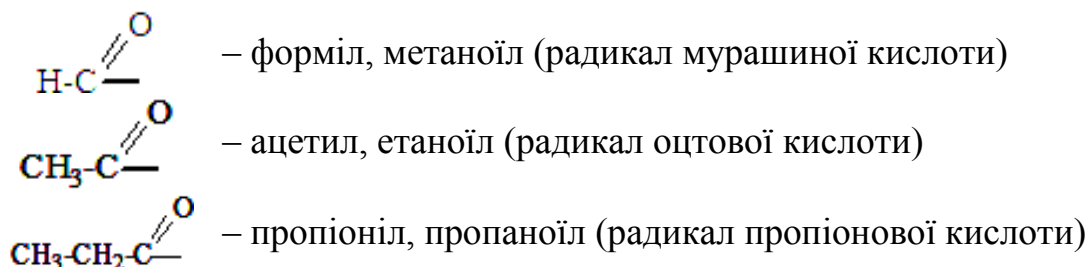 O
H-C
– форміл, метаноїл (радикал мурашиної кислоти)
O
CH₃-C
– ацетил, етаноїл (радикал оцтової кислоти)
O
CH₃-CH₂-C
– пропіоніл, пропаноїл (радикал пропіонової кислоти)